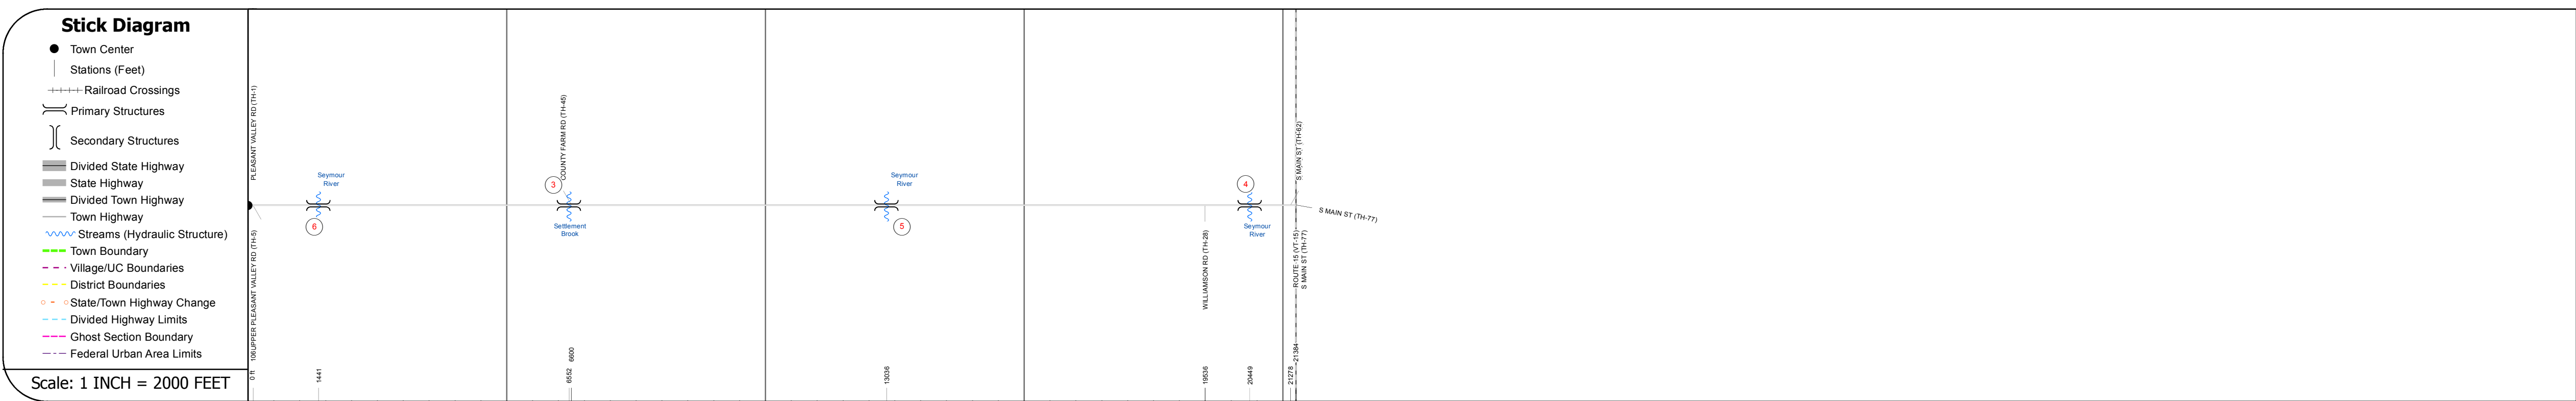 Stick Diagram
Town Center
Stations (Feet)
Railroad Crossings
Primary Structures
Secondary Structures
Divided State Highway
State Highway
Divided Town Highway
Town Highway
Streams (Hydraulic Structure)
Town Boundary
Village/UC Boundaries
District Boundaries
State/Town Highway Change
Divided Highway Limits
Ghost Section Boundary
Federal Urban Area Limits
Scale: 1 INCH = 2000 FEET
PLEASANT VALLEY RD (TH-1)
UPPER PLEASANT VALLEY RD (TH-5)
106
0 ft
Seymour
River
6
1441
COUNTY FARM RD (TH-45)
3
Settlement
Brook
6552
6600
Seymour
River
5
13036
WILLIAMSON RD (TH-28)
19536
4
Seymour
River
20449
S MAIN ST (TH-62)
S MAIN ST (TH-77)
ROUTE 15 (VT-15)
S MAIN ST (TH-77)
21278
21384